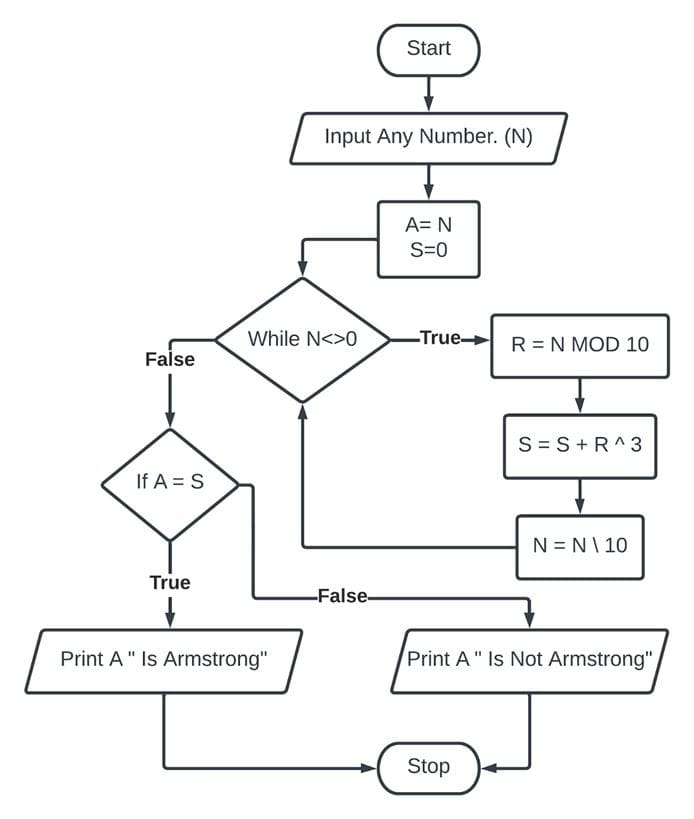 Start
Input Any Number. (N)
A= N
S=0
While N<>0
True
R = N MOD 10
False
S = S + R ^ 3
If A = S
N = N \ 10
True
False
Print A " Is Armstrong"
Print A " Is Not Armstrong"
Stop